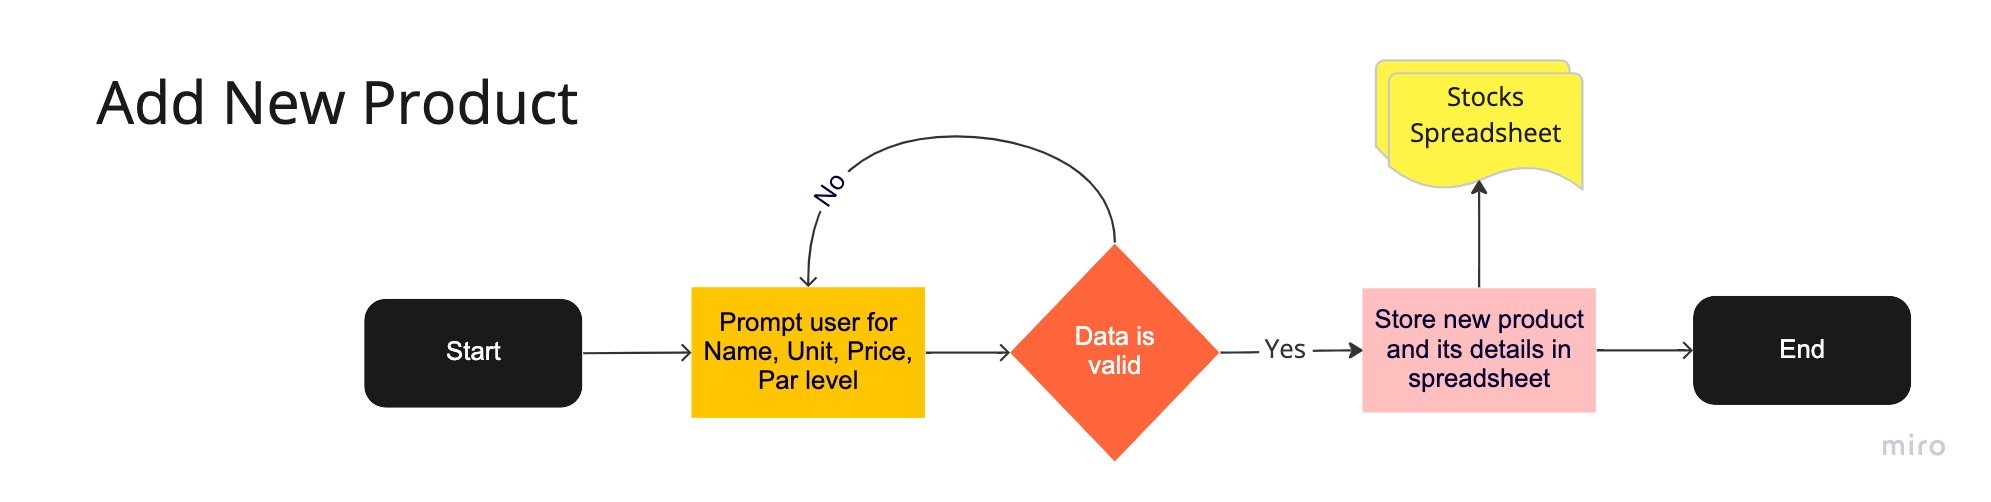 Add New Product
Stocks
Spreadsheet
No
Start
Prompt user for
Name, Unit, Price,
Par level
Data is
valid
Yes
Store new product
and its details in
spreadsheet
End
miro